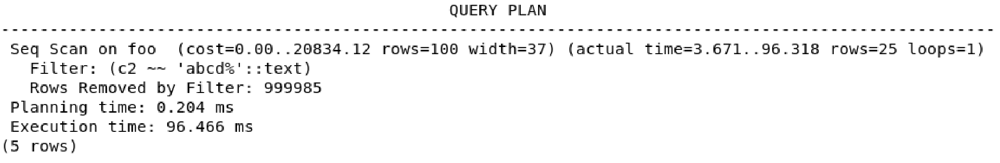 QUERY PLAN
-------------------------------------------------------------------------------------------------------
Seq Scan on foo  (cost=0.00..20834.12 rows=100 width=37) (actual time=3.671..96.318 rows=25 loops=1)
Filter: (c2 ~~ 'abcd%'::text)
Rows Removed by Filter: 999985
Planning time: 0.204 ms
Execution time: 96.466 ms
(5 rows)